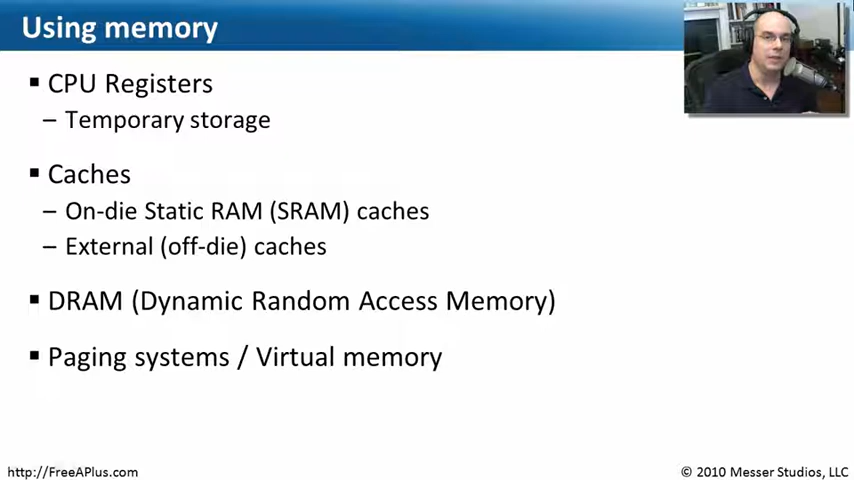 Using memory
▪ CPU Registers
– Temporary storage
▪ Caches
– On-die Static RAM (SRAM) caches
– External (off-die) caches
▪ DRAM (Dynamic Random Access Memory)
▪ Paging systems / Virtual memory
http://FreeAPlus.com
© 2010 Messer Studios, LLC